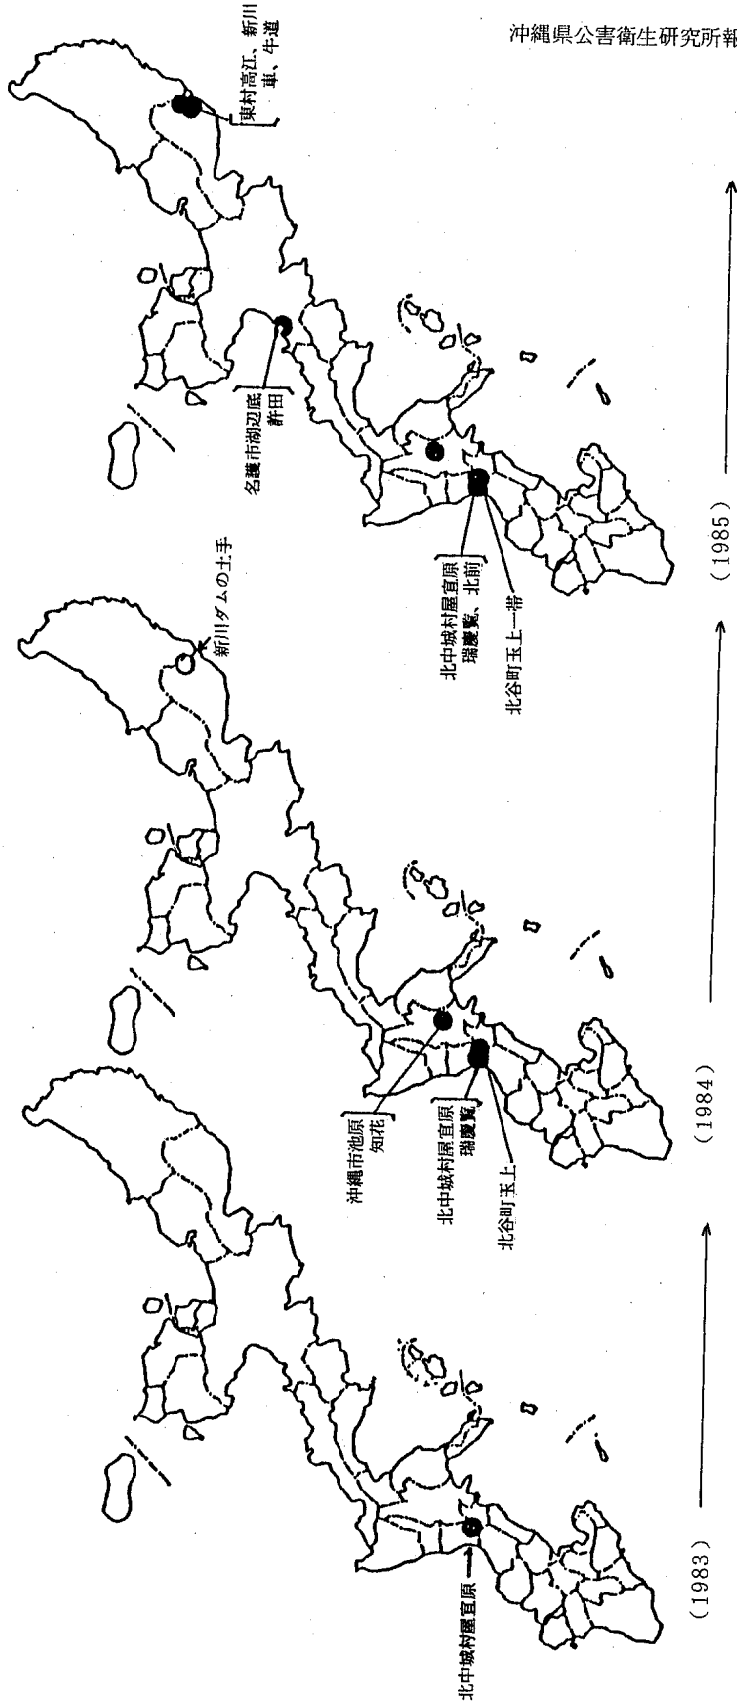 沖縄県公害衛生研究所報
東村高江、新川
車、牛道
名護市湖辺底
許田
北中城村屋宜原
瑞慶覧、北前
北谷町玉上一帯
(1985)
新川ダムの土手
沖縄市池原
知花
北中城村屋宜原
瑞慶覧
北谷町玉上
(1984)
北中城村屋宜原
(1983)